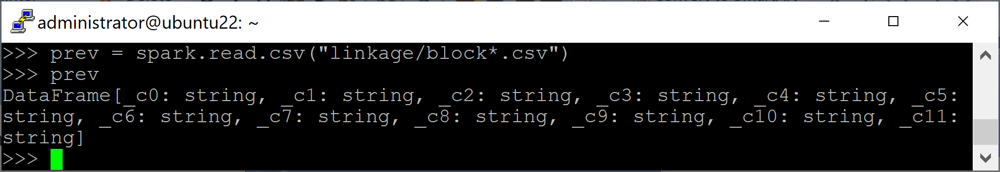 administrator@ubuntu22: ~
>>> prev = spark.read.csv("linkage/block*.csv")
>>> prev
DataFrame[_c0: string, _c1: string, _c2: string, _c3: string, _c4: string, _c5:
string, _c6: string, _c7: string, _c8: string, _c9: string, _c10: string, _c11:
string]
>>>